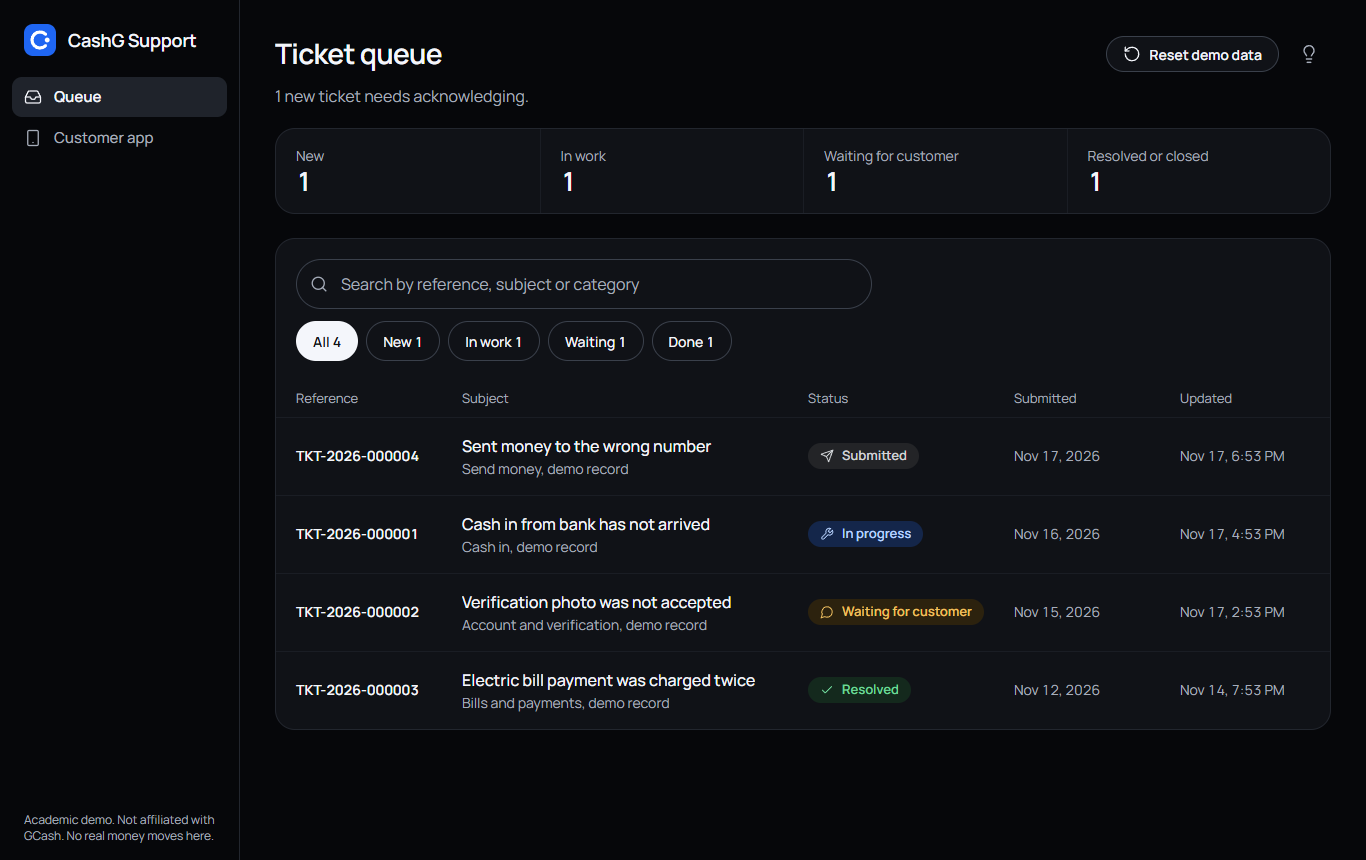 CashG Support
Queue
Customer app
Academic demo. Not affiliated with
GCash. No real money moves here.
Ticket queue
1 new ticket needs acknowledging.
Reset demo data
New
1
In work
1
Waiting for customer
1
Resolved or closed
1
Search by reference, subject or category
All 4
New 1
In work 1
Waiting 1
Done 1
Reference Subject Status Submitted Updated
TKT-2026-000004 Sent money to the wrong number Submitted Nov 17, 2026 Nov 17, 6:53 PM
Send money, demo record
TKT-2026-000001 Cash in from bank has not arrived In progress Nov 16, 2026 Nov 17, 4:53 PM
Cash in, demo record
TKT-2026-000002 Verification photo was not accepted Waiting for customer Nov 15, 2026 Nov 17, 2:53 PM
Account and verification, demo record
TKT-2026-000003 Electric bill payment was charged twice Resolved Nov 12, 2026 Nov 14, 7:53 PM
Bills and payments, demo record